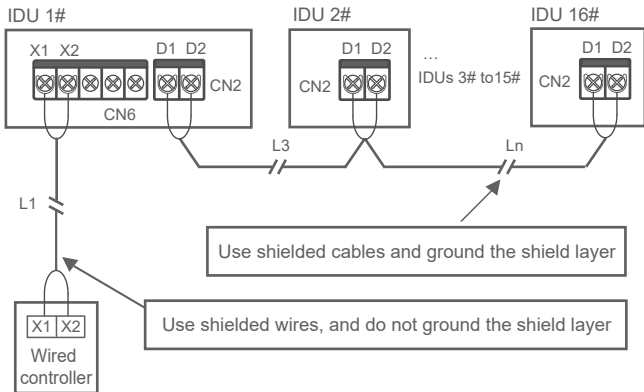 IDU 1#
IDU 2#
IDU 16#
X1 X2
D1 D2
CN2
CN6
D1 D2
CN2
...
IDUs 3# to15#
D1 D2
CN2
L3
Ln
L1
Use shielded cables and ground the shield layer
Use shielded wires, and do not ground the shield layer
X1 X2
Wired
controller